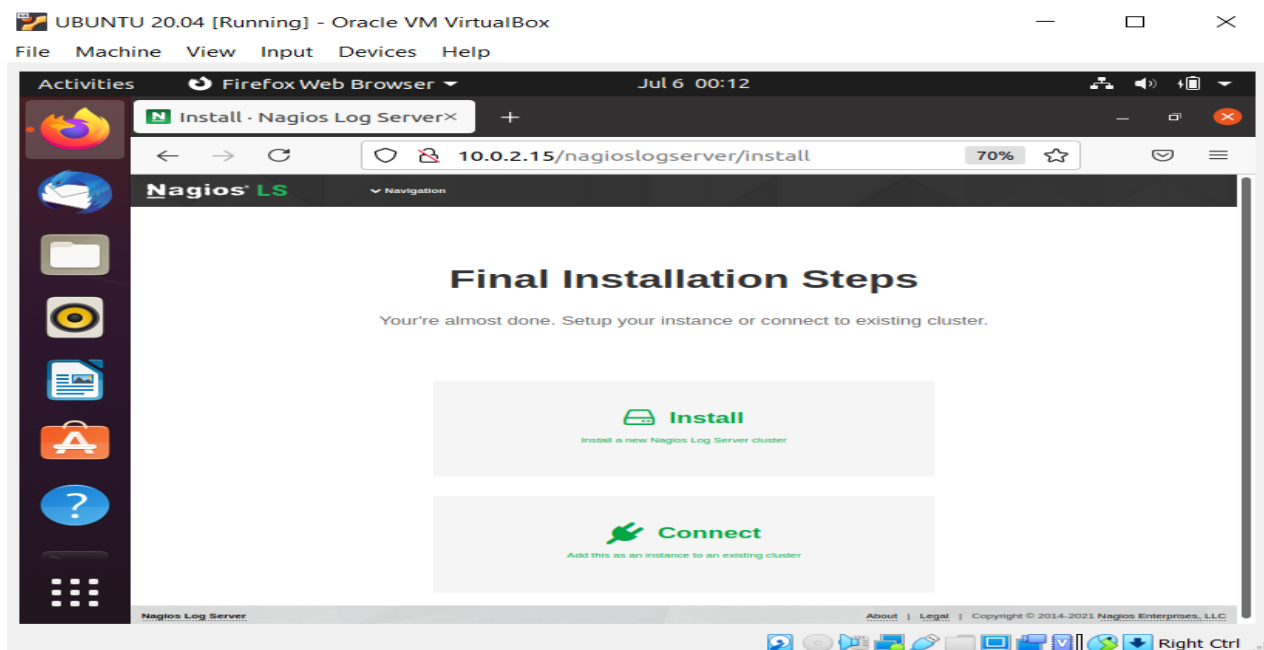 UBUNTU 20.04 [Running] - Oracle VM VirtualBox
File Machine View Input Devices Help
Activities Firefox Web Browser Jul 6 00:12
Install · Nagios Log Server× +
10.0.2.15/nagioslogserver/install 70%
Nagios® LS Navigation
Final Installation Steps
Your're almost done. Setup your instance or connect to existing cluster.
Install
Install a new Nagios Log Server cluster
Connect
Add this as an instance to an existing cluster
Nagios Log Server About | Legal | Copyright © 2014-2021 Nagios Enterprises, LLC
Right Ctrl